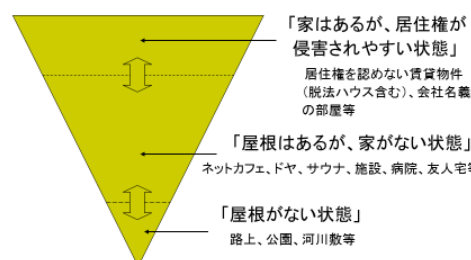 「家はあるが、居住権が
侵害されやすい状態」
居住権を認めない賃貸物件
(脱法ハウス含む)、会社名義
の部屋等
「屋根はあるが、家がない状態」
ネットカフェ、ドヤ、サウナ、施設、病院、友人宅等
「屋根がない状態」
路上、公園、河川敷等